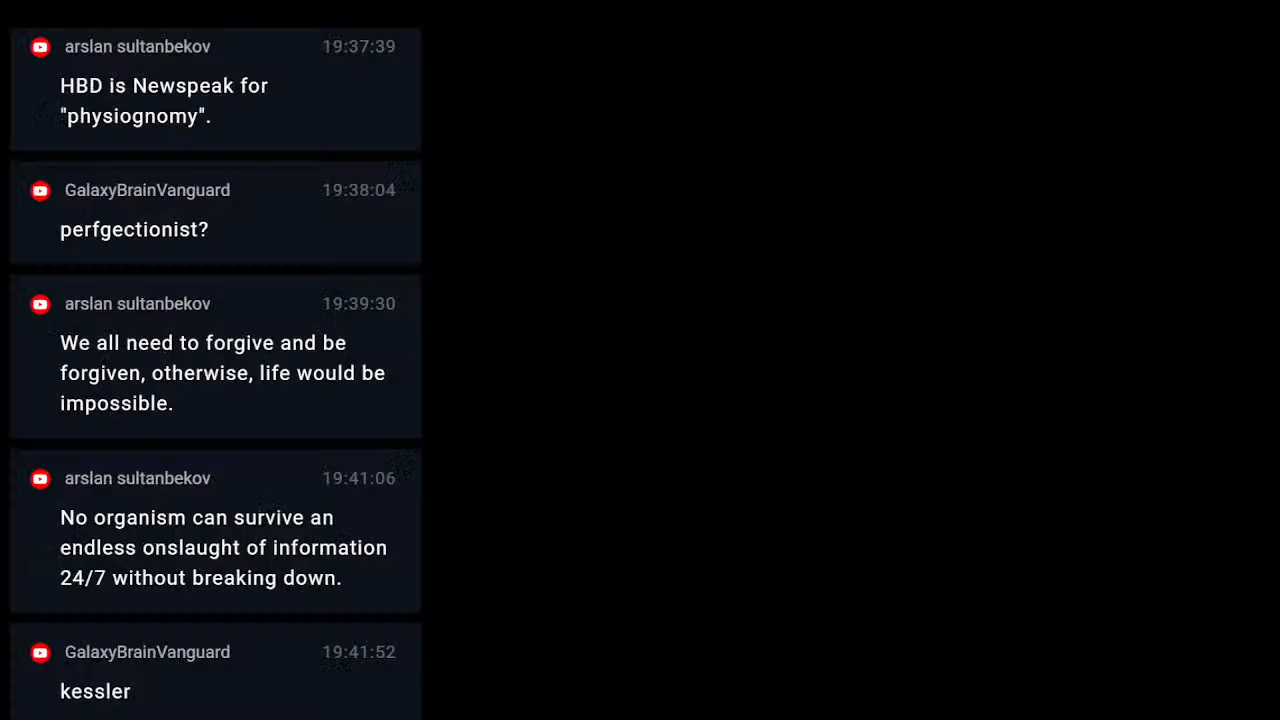 arslan sultanbekov 19:37:39
HBD is Newspeak for
"physiognomy".
GalaxyBrainVanguard 19:38:04
perfgectionist?
arslan sultanbekov 19:39:30
We all need to forgive and be
forgiven, otherwise, life would be
impossible.
arslan sultanbekov 19:41:06
No organism can survive an
endless onslaught of information
24/7 without breaking down.
GalaxyBrainVanguard 19:41:52
kessler